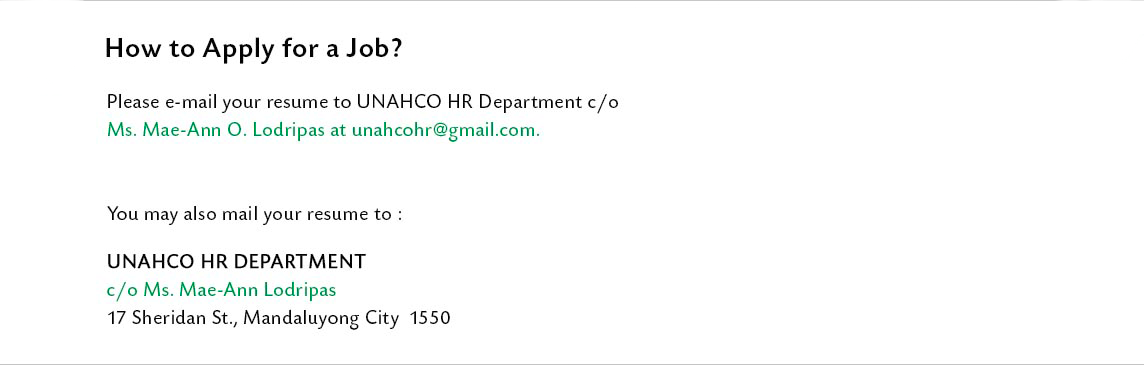 How to Apply for a Job?
Please e-mail your resume to UNAHCO HR Department c/o
Ms. Mae-Ann O. Lodripas at unahcohr@gmail.com.
You may also mail your resume to :
UNAHCO HR DEPARTMENT
c/o Ms. Mae-Ann Lodripas
17 Sheridan St., Mandaluyong City 1550